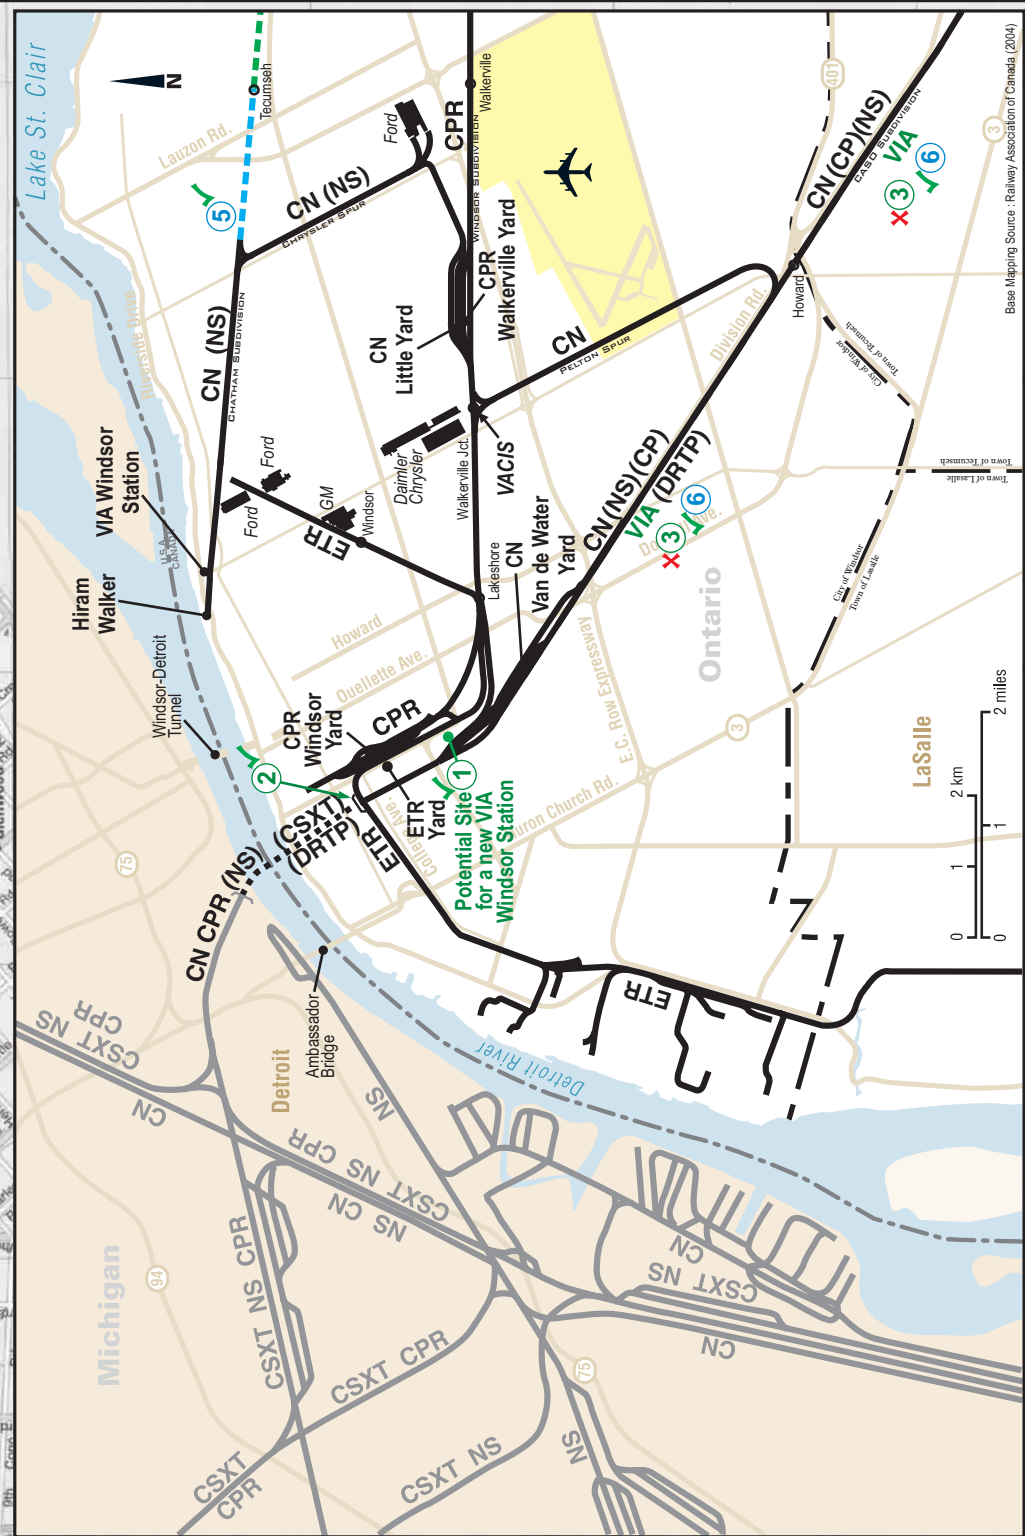 Lake St. Clair
N
Tecumseh
Lauzon Rd.
5
CN (NS)
CHRYSLER SPUR
Ford
CPR
WINDSOR SUBDIVISION
Walkerville
401
3
CN (CP)(NS)
CASO SUBDIVISION
VIA
3
6
Base Mapping Source : Railway Association of Canada (2004)
Riverside Drive
CN (NS)
CHATHAM SUBDIVISION
CN
Little Yard
CPR
Walkerville Yard
CN
PELTON SPUR
Division Rd.
Howard
City of Windsor
Town of Tecumseh
Town of Tecumseh
Town of Lasalle
VIA Windsor
Station
U.S.A.
CANADA
Ford
Ford
GM
Windsor
ETR
Daimler
Chrysler
Walkerville Jct.
VACIS
CN (NS)(CP)
VIA (DRTP)
3
6
Hiram
Walker
Howard
Ouellette Ave.
Lakeshore
CN
Van de Water
Yard
E.C. Row Expressway
Ontario
City of Windsor
Town of Lasalle
3
LaSalle
Windsor-Detroit
Tunnel
2
CPR
Windsor
Yard
CPR
ETR
Yard
1
Potential Site
for a new VIA
Windsor Station
College Ave.
Huron Church Rd.
ETR
(CSXT)
(DRTP)
CN CPR (NS)
75
Ambassador
Bridge
Detroit
Detroit River
ETR
0 1 2 km
0 1 2 miles
CSXT NS
CPR
CN
NS
CSXT NS CPR
NS CN
CSXT NS CPR
Michigan
94
CSXT CPR
CSXT
CPR
CSXT NS
NS
75
CN
CSXT NS
CN